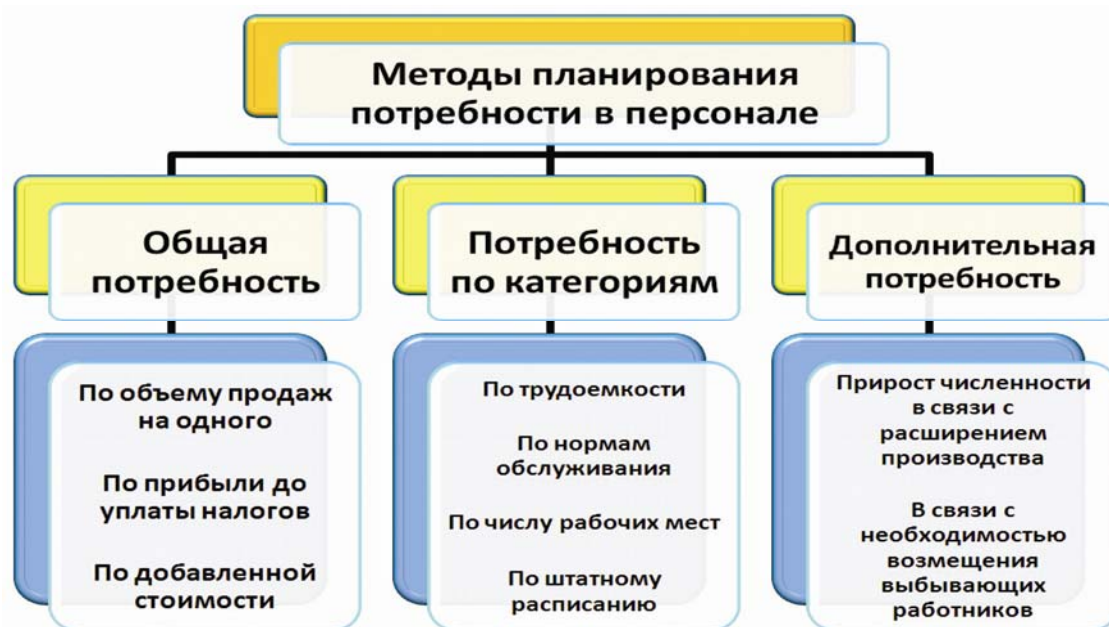 Методы планирования
потребности в персонале
Общая
потребность
Потребность
по категориям
Дополнительная
потребность
По объему продаж
на одного
По прибыли до
уплаты налогов
По добавленной
стоимости
По трудоемкости
По нормам
обслуживания
По числу рабочих мест
По штатному
расписанию
Прирост численности
в связи с
расширением
производства
В связи с
необходимостью
возмещения
выбывающих
работников